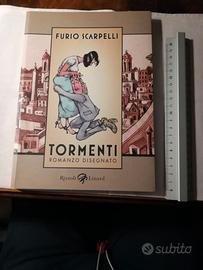 FURIO SCARPELLI
TORMENTI
ROMANZO DISEGNATO
Rizzoli Lizard
subito